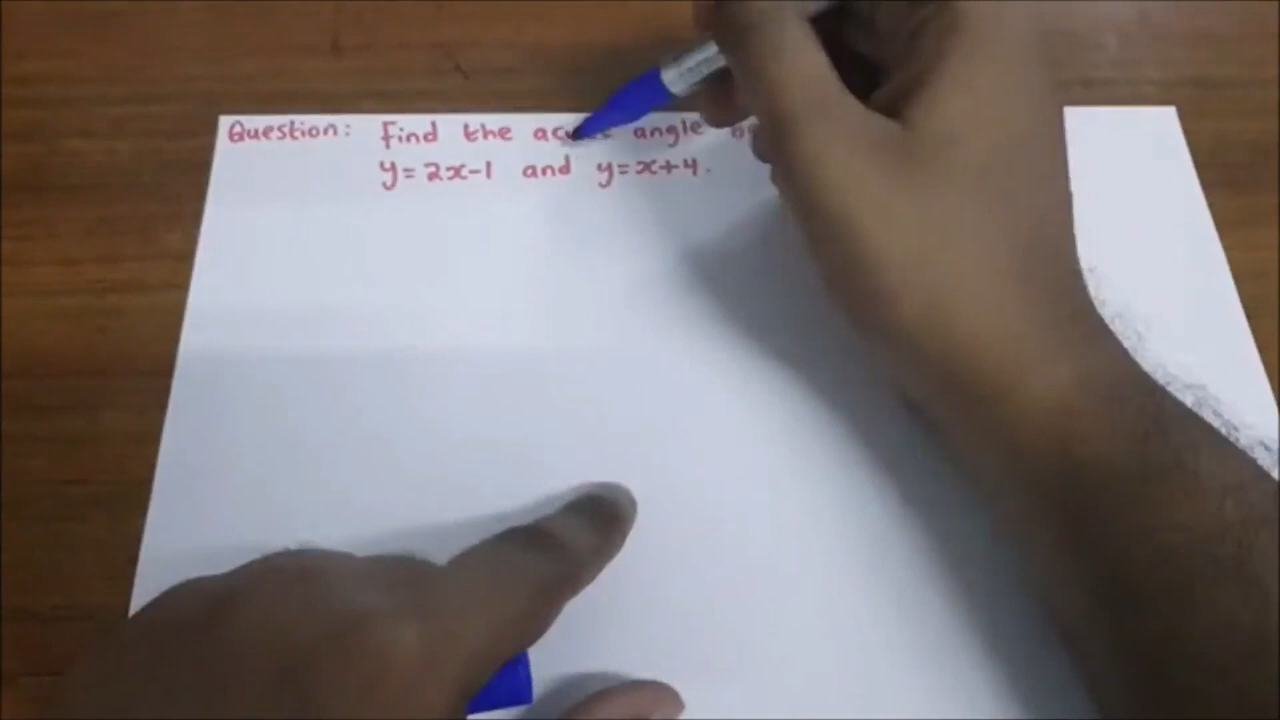 Question: Find the angle
y=2x-1 and y=x+4.